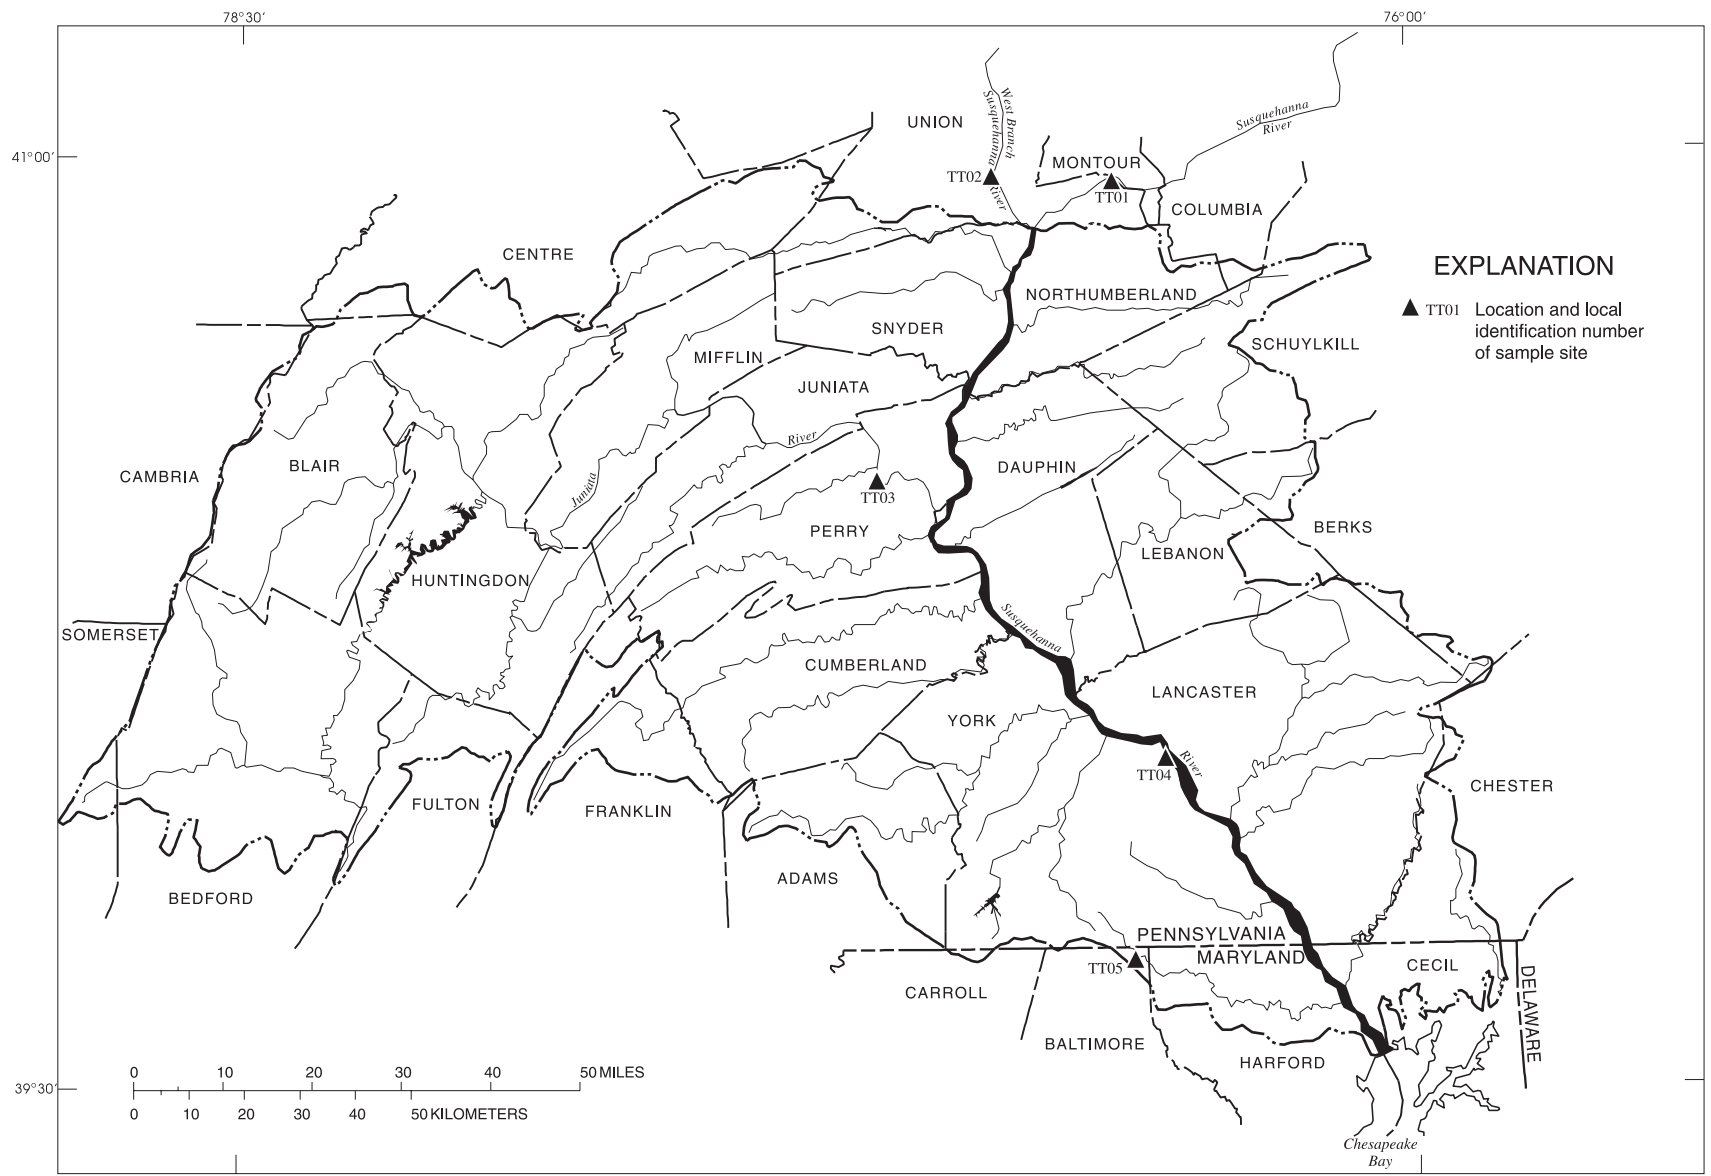 78°30'
76°00'
41°00'
39°30'
UNION
West Branch
Susquehanna
River
Susquehanna
River
MONTOUR
TT02
TT01
COLUMBIA
CENTRE
EXPLANATION
TT01 Location and local
identification number
of sample site
NORTHUMBERLAND
SNYDER
SCHUYLKILL
MIFFLIN
JUNIATA
River
Juniata
CAMBRIA
BLAIR
DAUPHIN
TT03
PERRY
BERKS
LEBANON
HUNTINGDON
SOMERSET
Susquehanna
River
CUMBERLAND
LANCASTER
YORK
TT04
CHESTER
FULTON
FRANKLIN
ADAMS
BEDFORD
PENNSYLVANIA
MARYLAND
TT05
CECIL
DELAWARE
CARROLL
BALTIMORE
HARFORD
0 10 20 30 40 50 MILES
0 10 20 30 40 50 KILOMETERS
Chesapeake
Bay